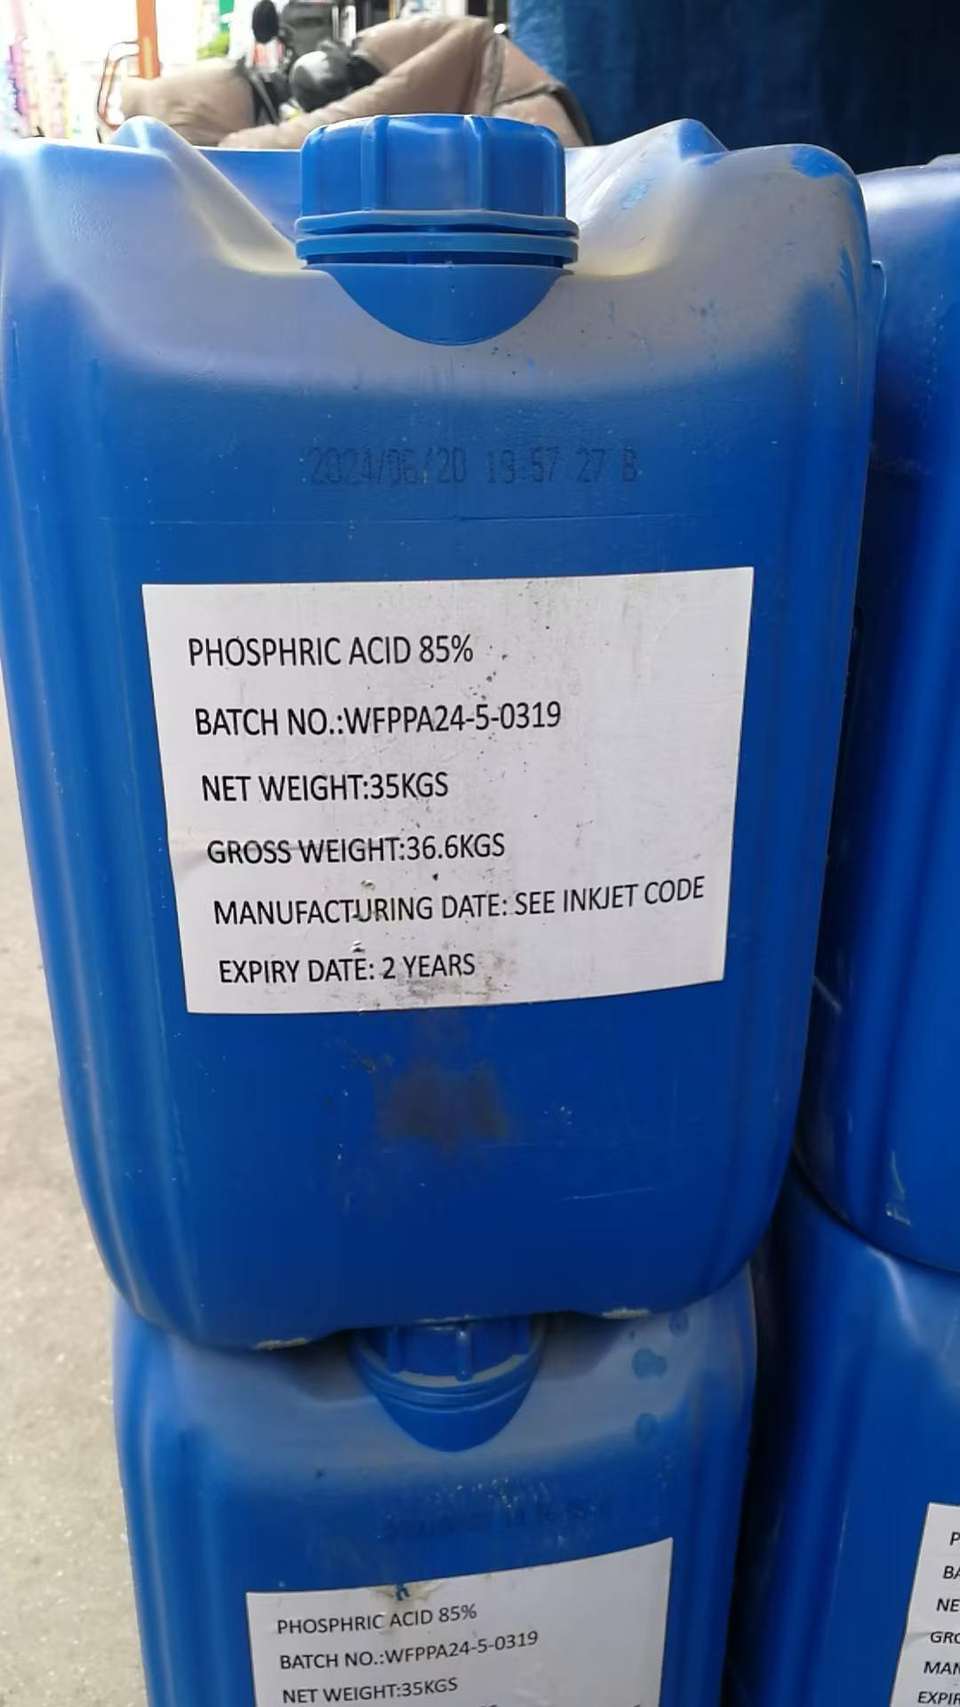 2024/06/20 19:57 27 B
PHOSPHRIC ACID 85%
BATCH NO.:WFPPA24-5-0319
NET WEIGHT:35KGS
GROSS WEIGHT:36.6KGS
MANUFACTURING DATE: SEE INKJET CODE
EXPIRY DATE: 2 YEARS
PHOSPHRIC ACID 85%
BATCH NO.:WFPPA24-5-0319
NET WEIGHT:35KGS